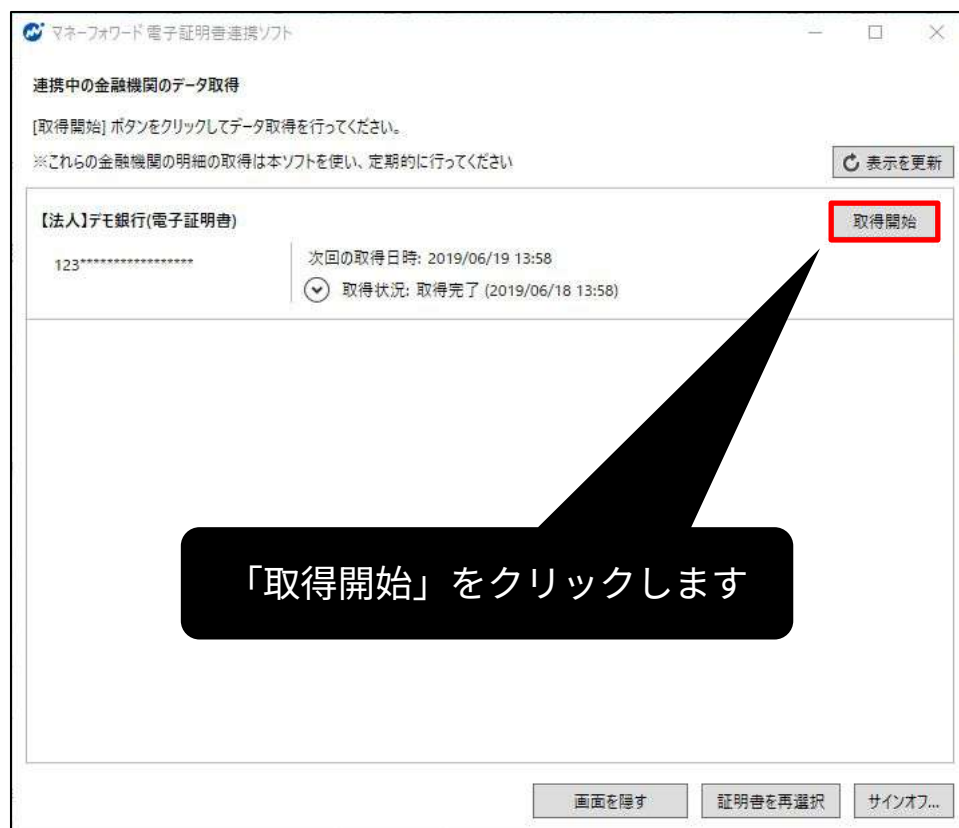 マネーフォワード 電子証明書連携ソフト
連携中の金融機関のデータ取得
[取得開始] ボタンをクリックしてデータ取得を行ってください。
※これらの金融機関の明細の取得は本ソフトを使い、定期的に行ってください
表示を更新
【法人】デモ銀行(電子証明書)
取得開始
123*****************
次回の取得日時: 2019/06/19 13:58
取得状況: 取得完了 (2019/06/18 13:58)
「取得開始」をクリックします
画面を隠す
証明書を再選択
サインオフ...